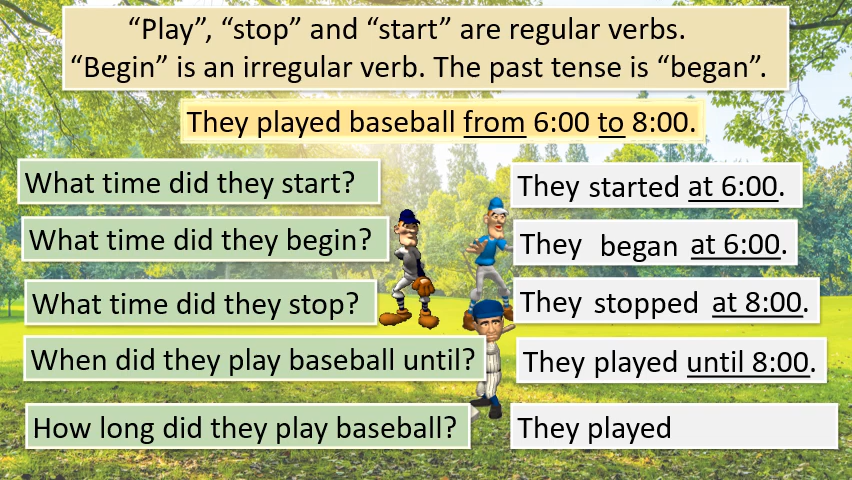 “Play”, “stop” and “start” are regular verbs.
“Begin” is an irregular verb. The past tense is “began”.
They played baseball from 6:00 to 8:00.
What time did they start?
They started at 6:00.
What time did they begin?
They began at 6:00.
What time did they stop?
They stopped at 8:00.
When did they play baseball until?
They played until 8:00.
How long did they play baseball?
They played